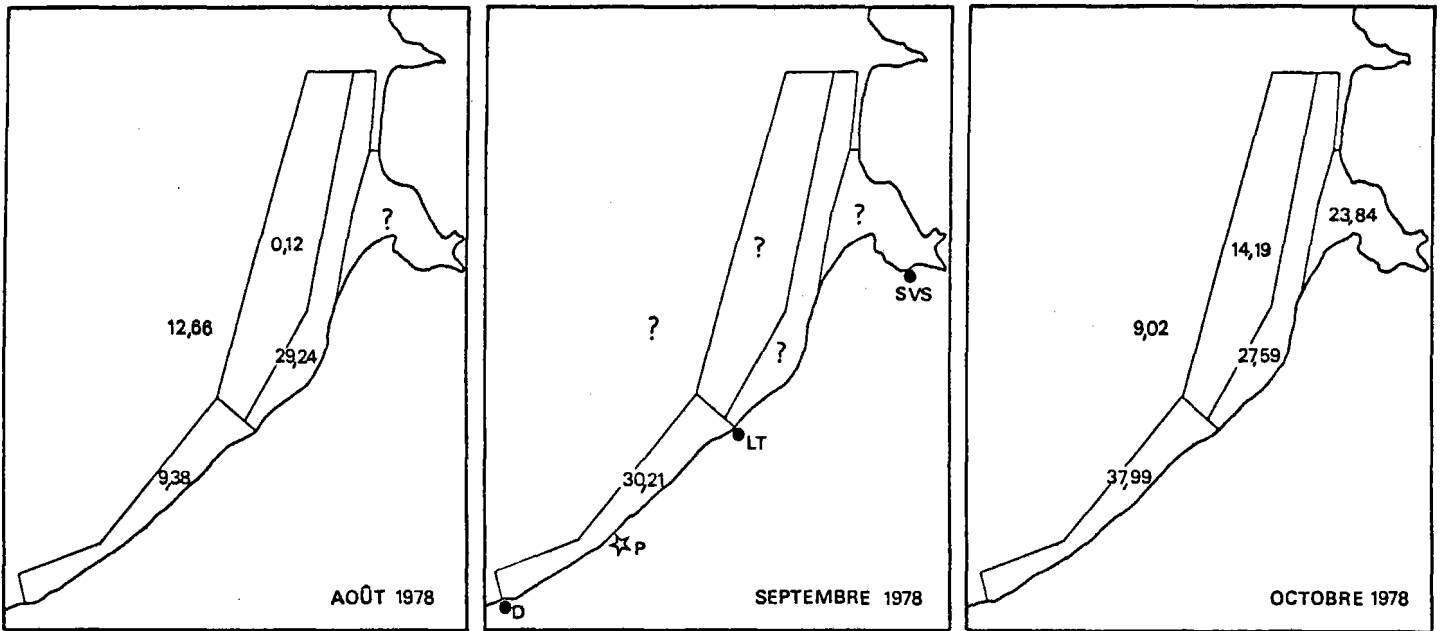 ?
0,12
12,66
29,24
9,38
AOÛT 1978
?
?
SVS
?
?
LT
30,21
P
D
SEPTEMBRE 1978
23,84
14,19
9,02
27,59
37,99
OCTOBRE 1978